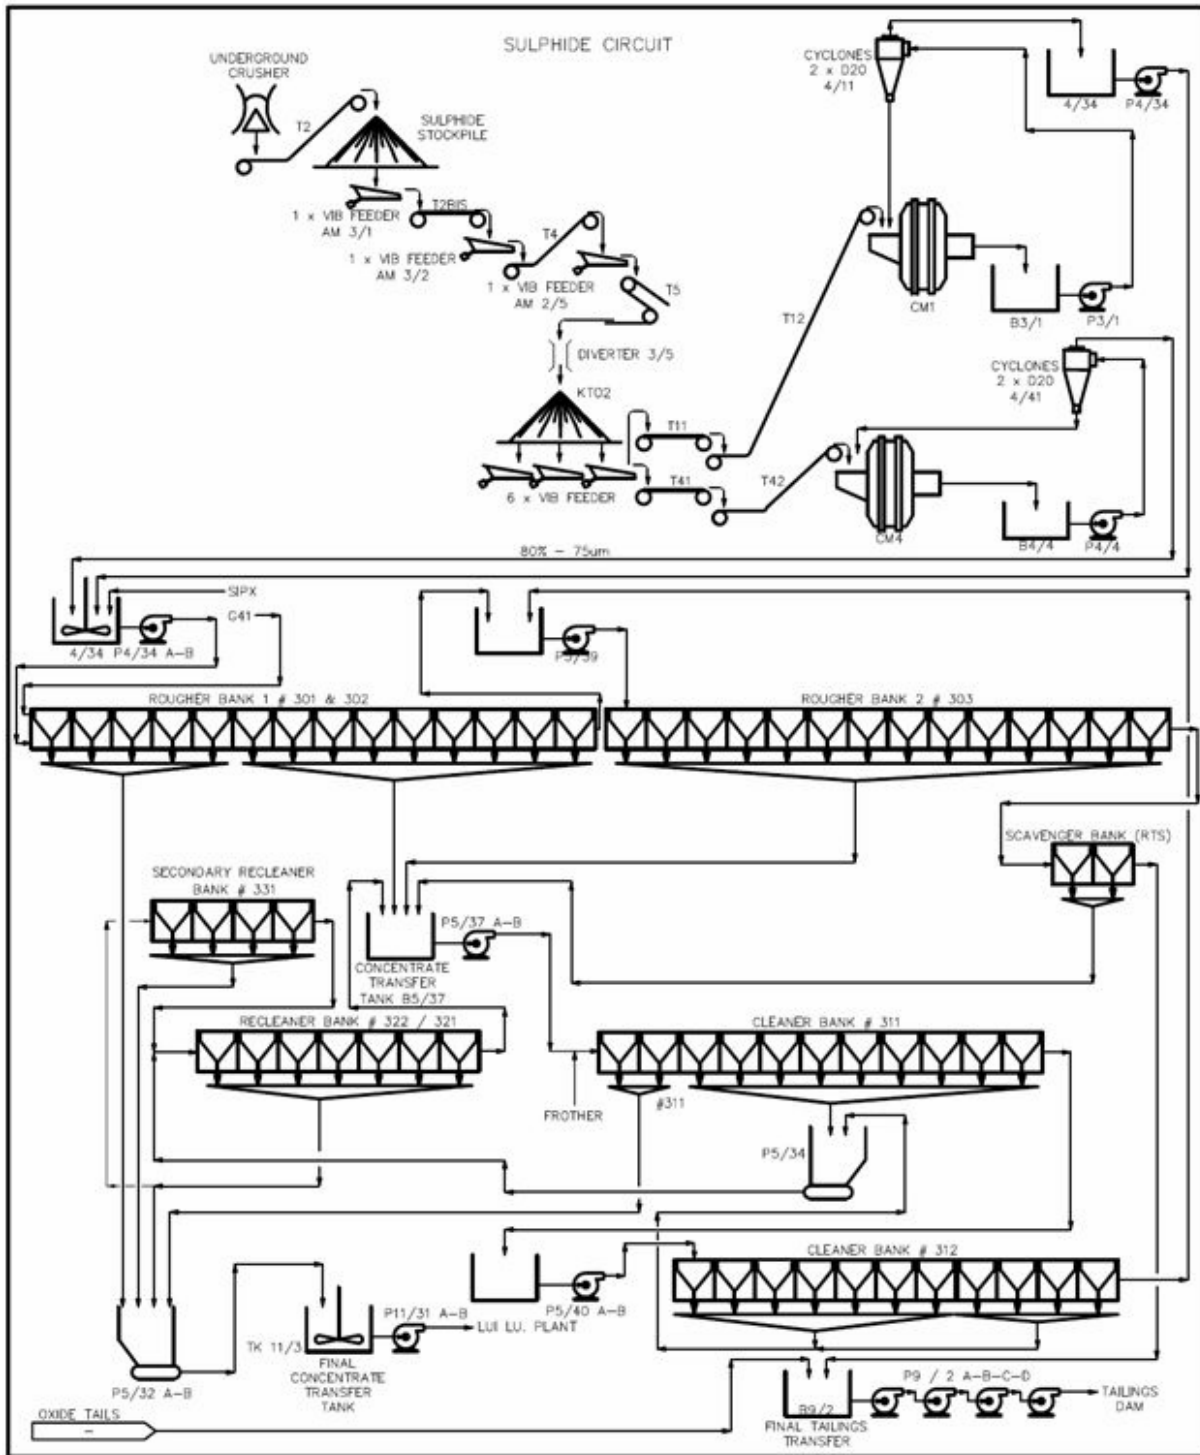 SULPHIDE CIRCUIT
UNDERGROUND
CRUSHER
T2
SULPHIDE
STOCKPILE
1 x VIB FEEDER
AM 3/1
T2BIS
1 x VIB FEEDER
AM 3/2
T4
1 x VIB FEEDER
AM 2/5
T5
DIVERTER 3/5
KT02
6 x VIB FEEDER
T11
T41
T12
T42
CYCLONES
2 x D20
4/11
4/34
P4/34
CM1
B3/1
P3/1
CYCLONES
2 x D20
4/41
CM4
B4/4
P4/4
80% - 75um
SIPX
G41
4/34
P4/34 A-B
P3/39
ROUGHER BANK 1 # 301 & 302
ROUGHER BANK 2 # 303
SCAVENGER BANK (RTS)
SECONDARY RECLEANER
BANK # 331
P5/37 A-B
CONCENTRATE
TRANSFER
TANK B5/37
RECLEANER BANK # 322 / 321
CLEANER BANK # 311
FROTHER
#311
P5/34
CLEANER BANK # 312
P5/40 A-B
P11/31 A-B
LUI LU. PLANT
TK 11/3
FINAL
CONCENTRATE
TRANSFER
TANK
P5/32 A-B
OXIDE TAILS
B9/2
FINAL TAILINGS
TRANSFER
P9 / 2 A-B-C-D
TAILINGS
DAM